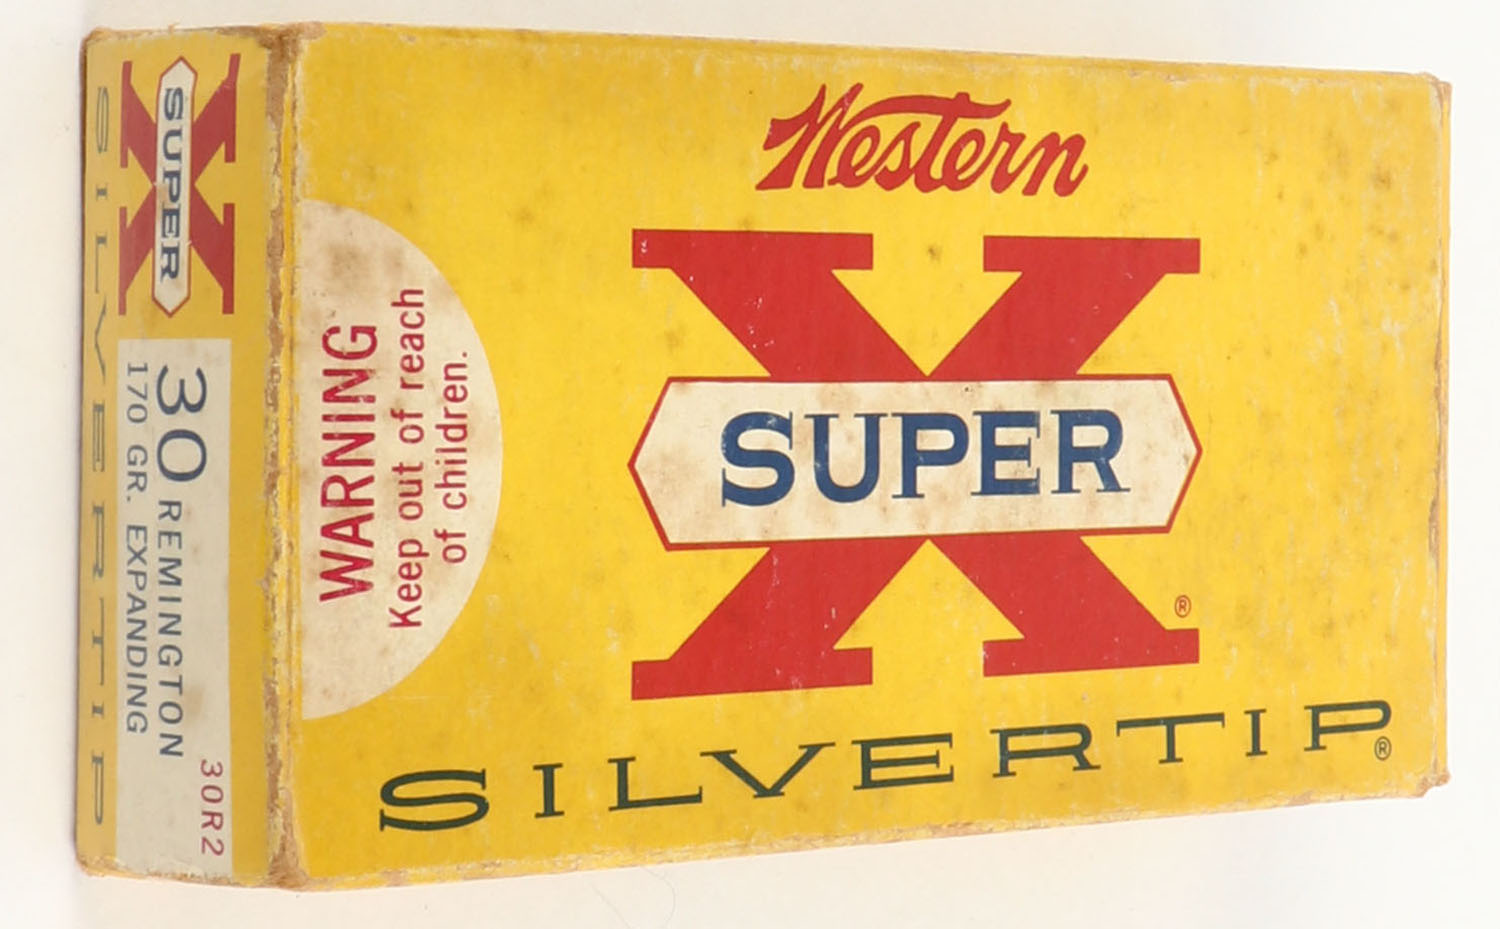 Western
SUPER X
®
SILVERTIP®
WARNING
Keep out of reach
of children.
SUPER X
SILVERTIP
30R2
30 REMINGTON
170 GR. EXPANDING